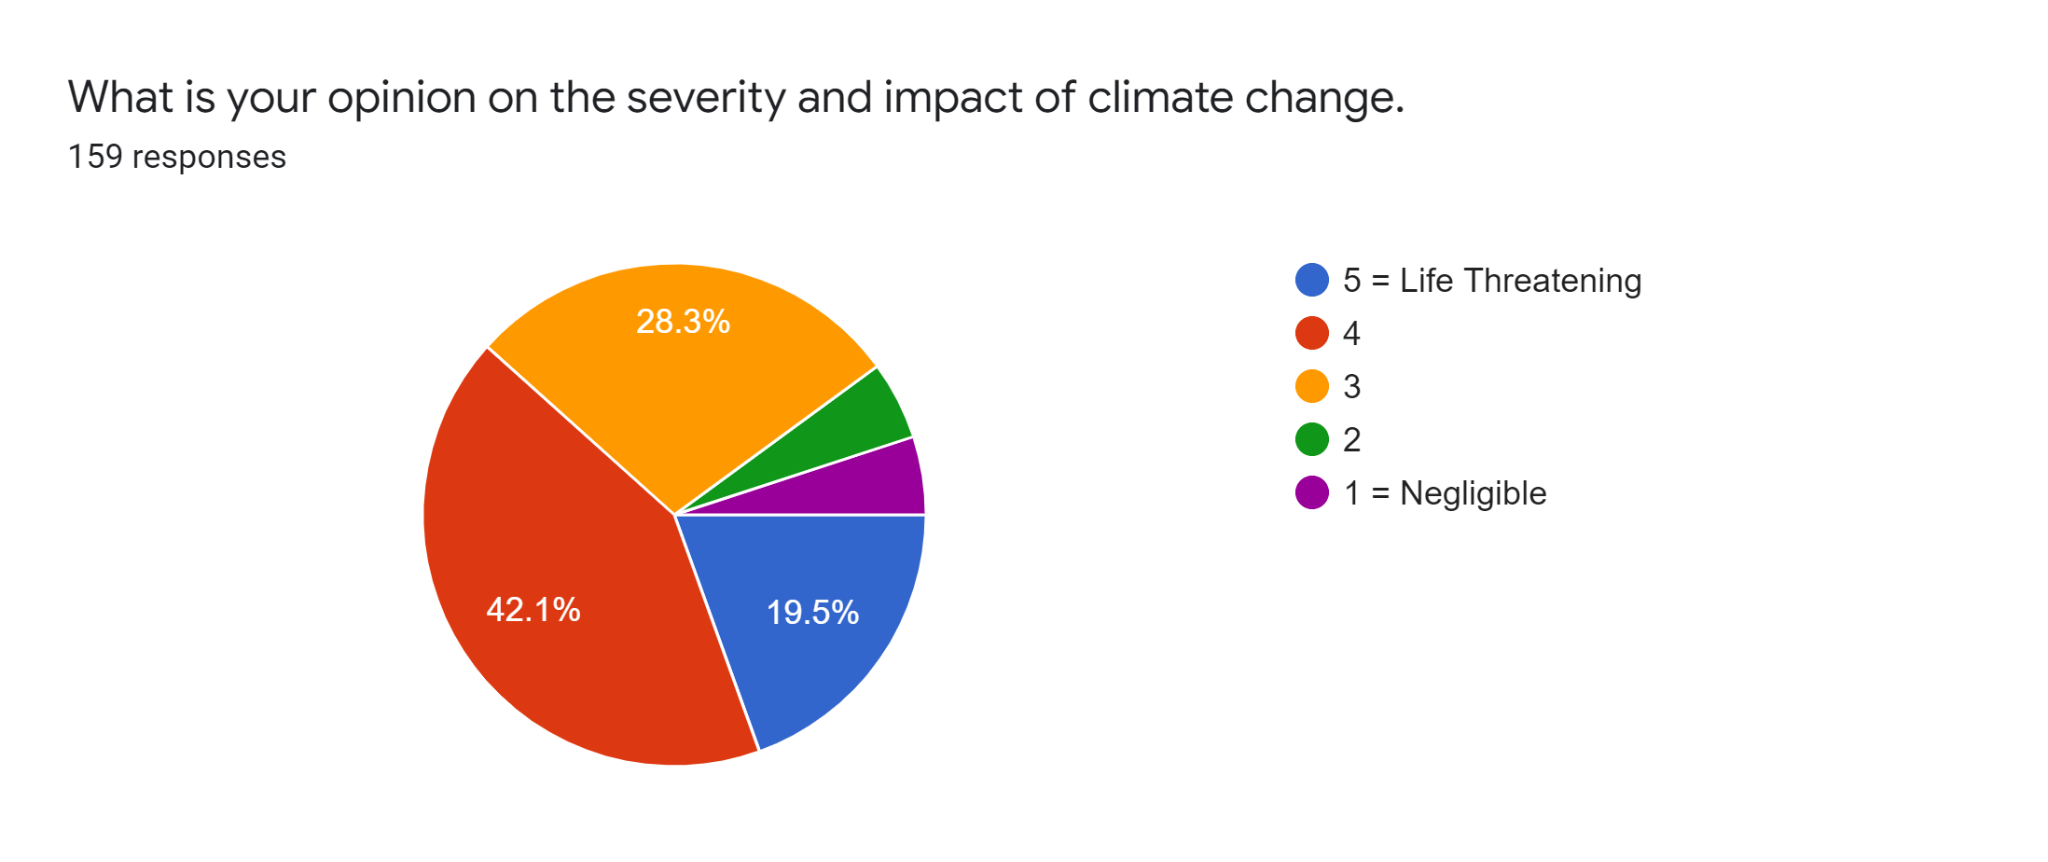 What is your opinion on the severity and impact of climate change.
159 responses
28.3%
42.1%
19.5%
5 = Life Threatening
4
3
2
1 = Negligible